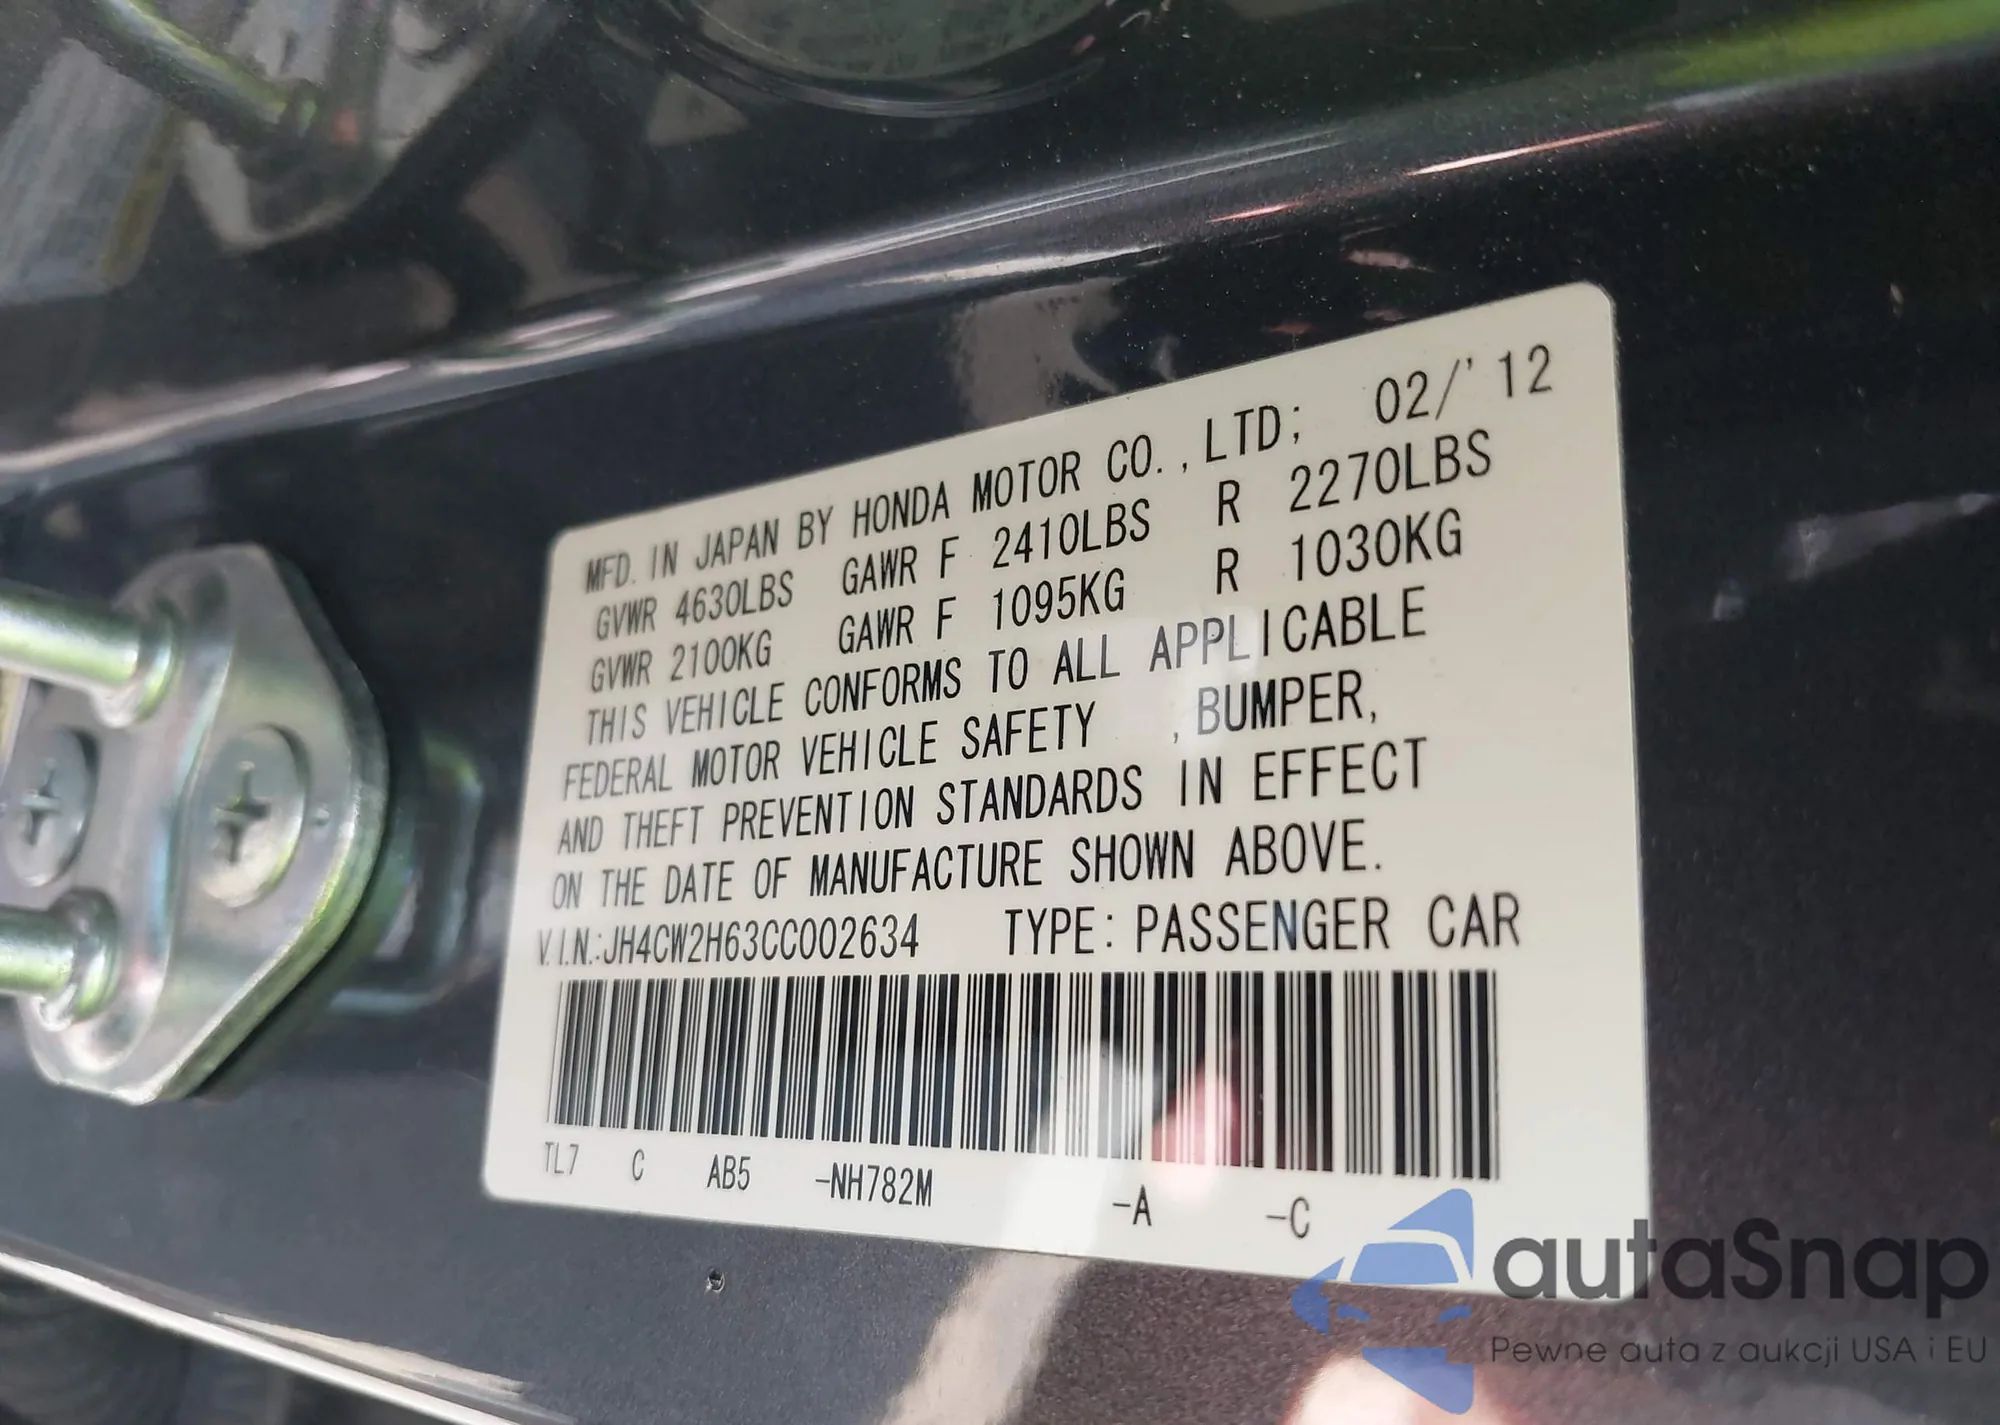 MFD. IN JAPAN BY HONDA MOTOR CO., LTD; 02/'12
GVWR 4630LBS GAWR F 2410LBS R 2270LBS
GVWR 2100KG GAWR F 1095KG R 1030KG
THIS VEHICLE CONFORMS TO ALL APPLICABLE
FEDERAL MOTOR VEHICLE SAFETY , BUMPER,
AND THEFT PREVENTION STANDARDS IN EFFECT
ON THE DATE OF MANUFACTURE SHOWN ABOVE.
V.I.N.:JH4CW2H63CC002634 TYPE: PASSENGER CAR
TL7 C AB5 -NH782M -A -C
autaSnap
Pewne auta z aukcji USA i EU